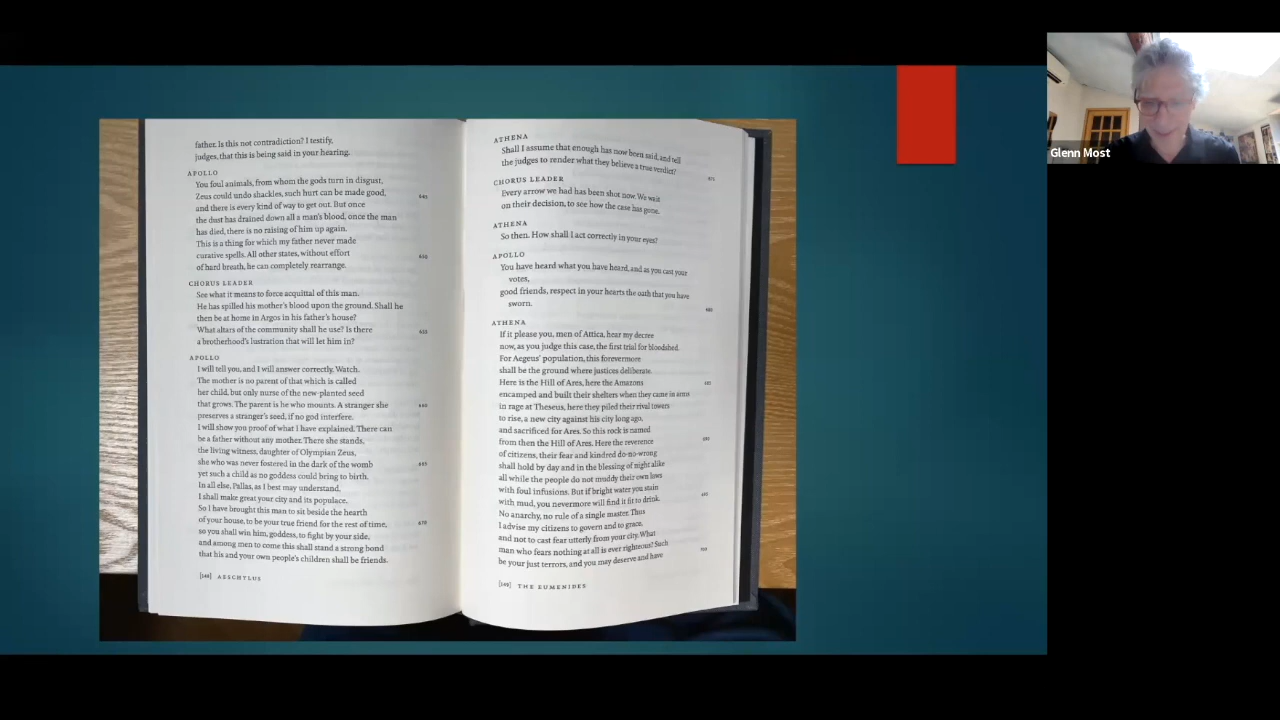 father. Is this not contradiction? I testify,
judges, that this is being said in your hearing.
APOLLO
You foul animals, from whom the gods turn in disgust,
Zeus could undo shackles, such hurt can be made good,
and there is every kind of way to get out. But once
the dust has drained down all a man's blood, once the man
has died, there is no raising of him up again.
This is a thing for which my father never made
curative spells. All other states, without effort
of hard breath, he can completely rearrange.
CHORUS LEADER
See what it means to force acquittal of this man.
He has spilled his mother's blood upon the ground. Shall he
then be at home in Argos in his father's house?
What altars of the community shall he use? Is there
a brotherhood's lustration that will let him in?
APOLLO
I will tell you, and I will answer correctly. Watch.
The mother is no parent of that which is called
her child, but only nurse of the new-planted seed
that grows. The parent is he who mounts. A stranger she
preserves a stranger's seed, if no god interfere.
I will show you proof of what I have explained. There can
be a father without any mother. There she stands,
the living witness, daughter of Olympian Zeus,
she who was never fostered in the dark of the womb
yet such a child as no goddess could bring to birth.
In all else, Pallas, as I best may understand,
I shall make great your city and its populace.
So I have brought this man to sit beside the hearth
of your house, to be your true friend for the rest of time,
so you shall win him, goddess, to fight by your side,
and among men to come this shall stand a strong bond
that his and your own people's children shall be friends.
[148] AESCHYLUS
ATHENA
Shall I assume that enough has now been said, and tell
the judges to render what they believe a true verdict?
CHORUS LEADER
Every arrow we had has been shot now. We wait
on their decision, to see how the case has gone.
ATHENA
So then. How shall I act correctly in your eyes?
APOLLO
You have heard what you have heard, and as you cast your
votes,
good friends, respect in your hearts the oath that you have
sworn.
ATHENA
If it please you, men of Attica, hear my decree
now, as you judge this case, the first trial for bloodshed.
For Aegeus' population, this forevermore
shall be the ground where justices deliberate.
Here is the Hill of Ares, here the Amazons
encamped and built their shelters when they came in arms
in rage at Theseus, here they piled their rival towers
to rise, a new city against his city long ago,
and sacrificed for Ares. So this rock is named
from then the Hill of Ares. Here the reverence
of citizens, their fear and kindred do-no-wrong
shall hold by day and in the blessing of night alike
all while the people do not muddy their own laws
with foul infusions. But if bright water you stain
with mud, you nevermore will find it fit to drink.
No anarchy, no rule of a single master. Thus
I advise my citizens to govern and to grace,
and not to cast fear utterly from your city. What
man who fears nothing at all is ever righteous? Such
be your just terrors, and you may deserve and have
[149] THE EUMENIDES
Glenn Most